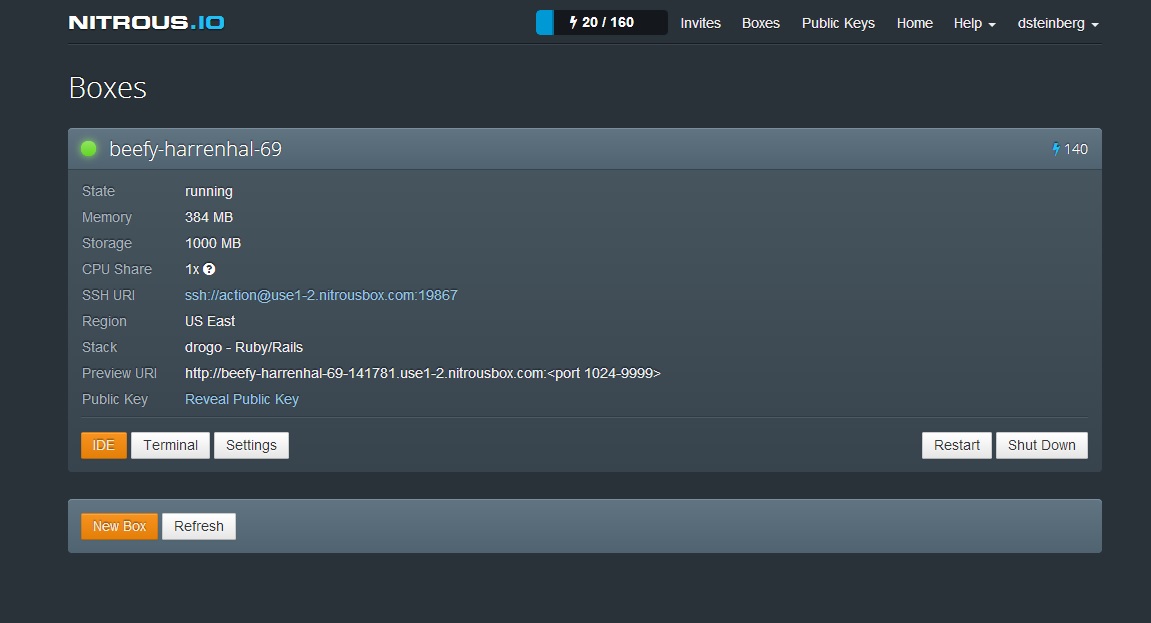 NITROUS.IO 20 / 160 Invites Boxes Public Keys Home Help dsteinberg
Boxes
beefy-harrenhal-69 140
State running
Memory 384 MB
Storage 1000 MB
CPU Share 1x ?
SSH URI ssh://action@use1-2.nitrousbox.com:19867
Region US East
Stack drogo - Ruby/Rails
Preview URI http://beefy-harrenhal-69-141781.use1-2.nitrousbox.com:<port 1024-9999>
Public Key Reveal Public Key
IDE Terminal Settings Restart Shut Down
New Box Refresh